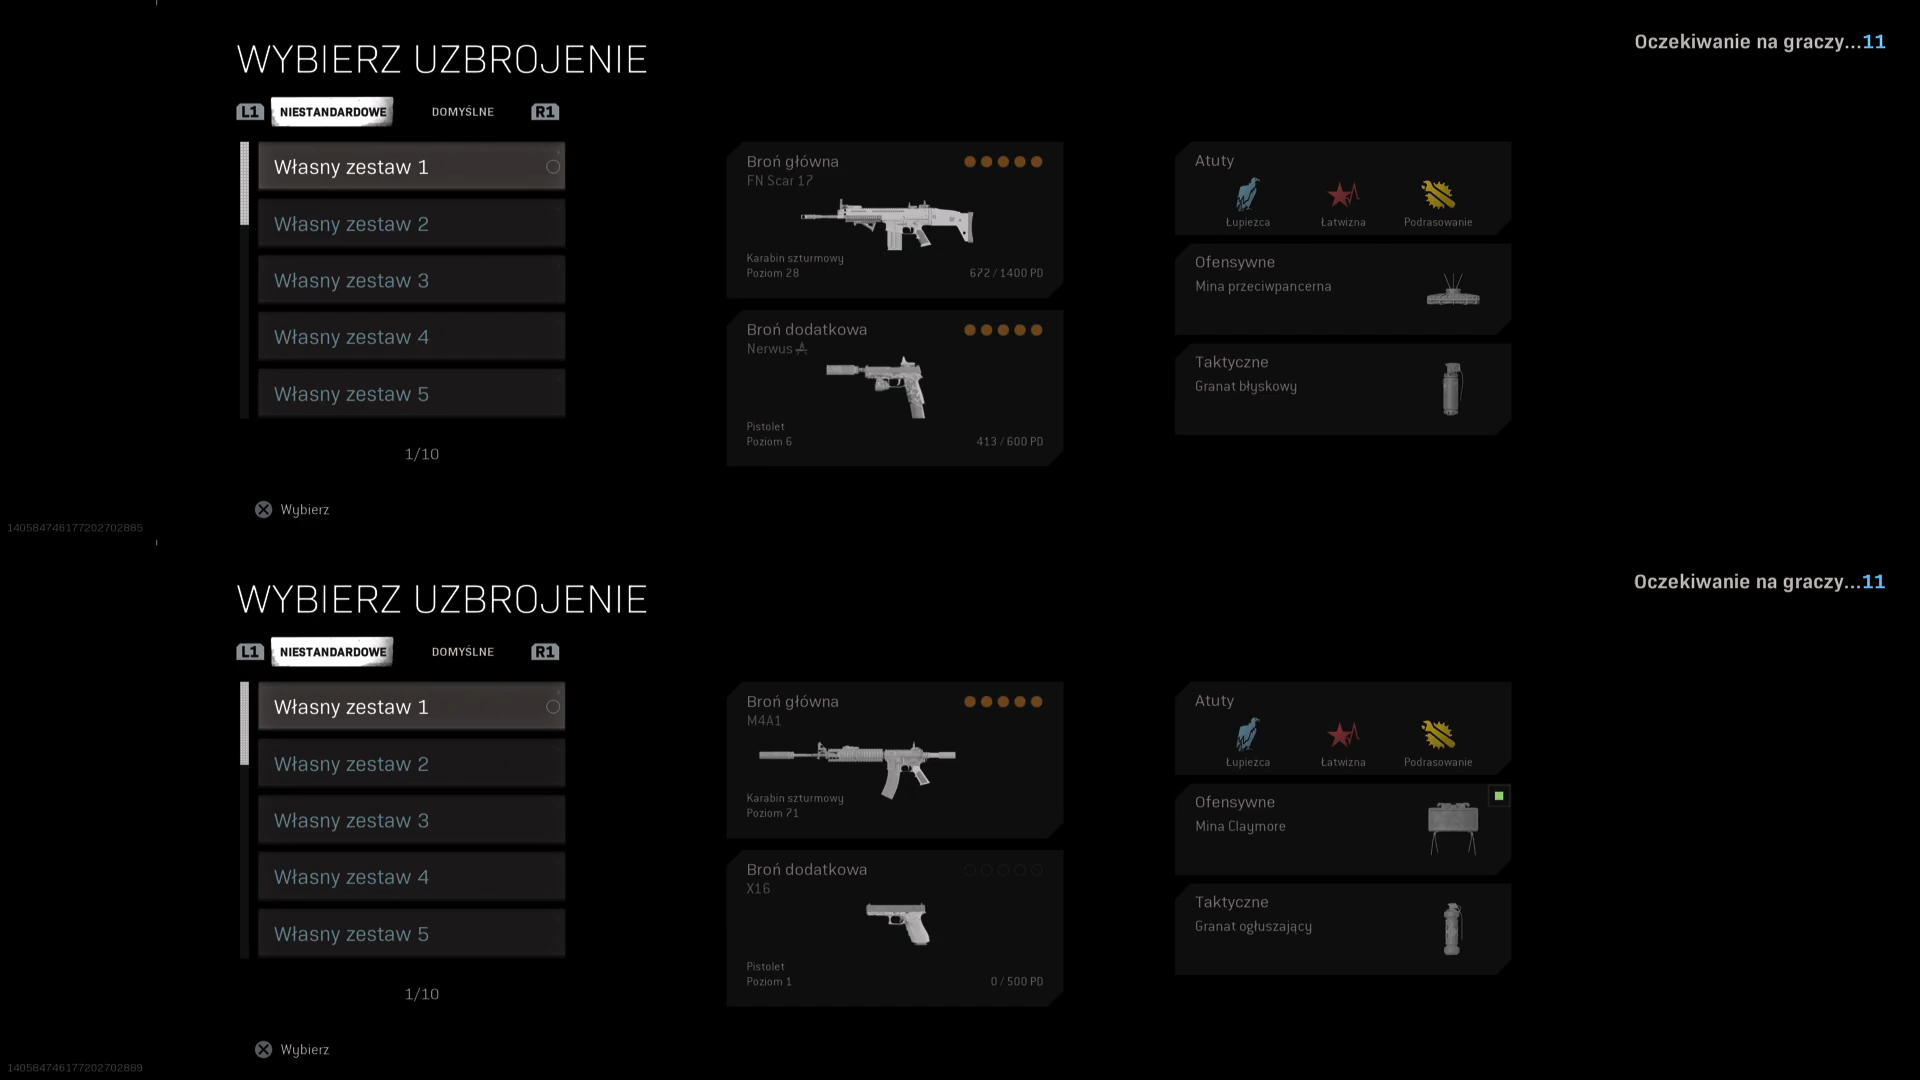 WYBIERZ UZBROJENIE
Oczekiwanie na graczy...11
L1 NIESTANDARDOWE DOMYŚLNE R1
Własny zestaw 1
Własny zestaw 2
Własny zestaw 3
Własny zestaw 4
Własny zestaw 5
1/10
Wybierz
Broń główna
FN Scar 17
Karabin szturmowy
Poziom 28 672 / 1400 PD
Broń dodatkowa
Nerwus
Pistolet
Poziom 6 413 / 600 PD
Atuty
Łupieżca Łatwizna Podrasowanie
Ofensywne
Mina przeciwpancerna
Taktyczne
Granat błyskowy
140584746177202702885
WYBIERZ UZBROJENIE
Oczekiwanie na graczy...11
L1 NIESTANDARDOWE DOMYŚLNE R1
Własny zestaw 1
Własny zestaw 2
Własny zestaw 3
Własny zestaw 4
Własny zestaw 5
1/10
Wybierz
Broń główna
M4A1
Karabin szturmowy
Poziom 71
Broń dodatkowa
X16
Pistolet
Poziom 1 0 / 500 PD
Atuty
Łupieżca Łatwizna Podrasowanie
Ofensywne
Mina Claymore
Taktyczne
Granat ogłuszający
140584746177202702889